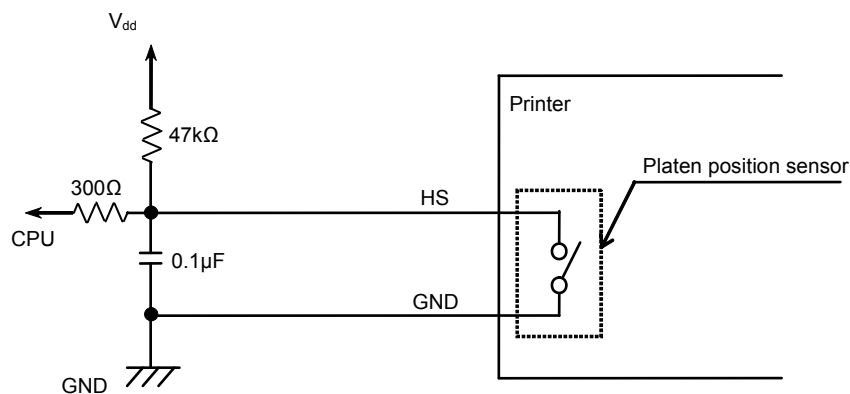 Vdd
Printer
47kΩ
Platen position sensor
300Ω
HS
CPU
0.1μF
GND
GND